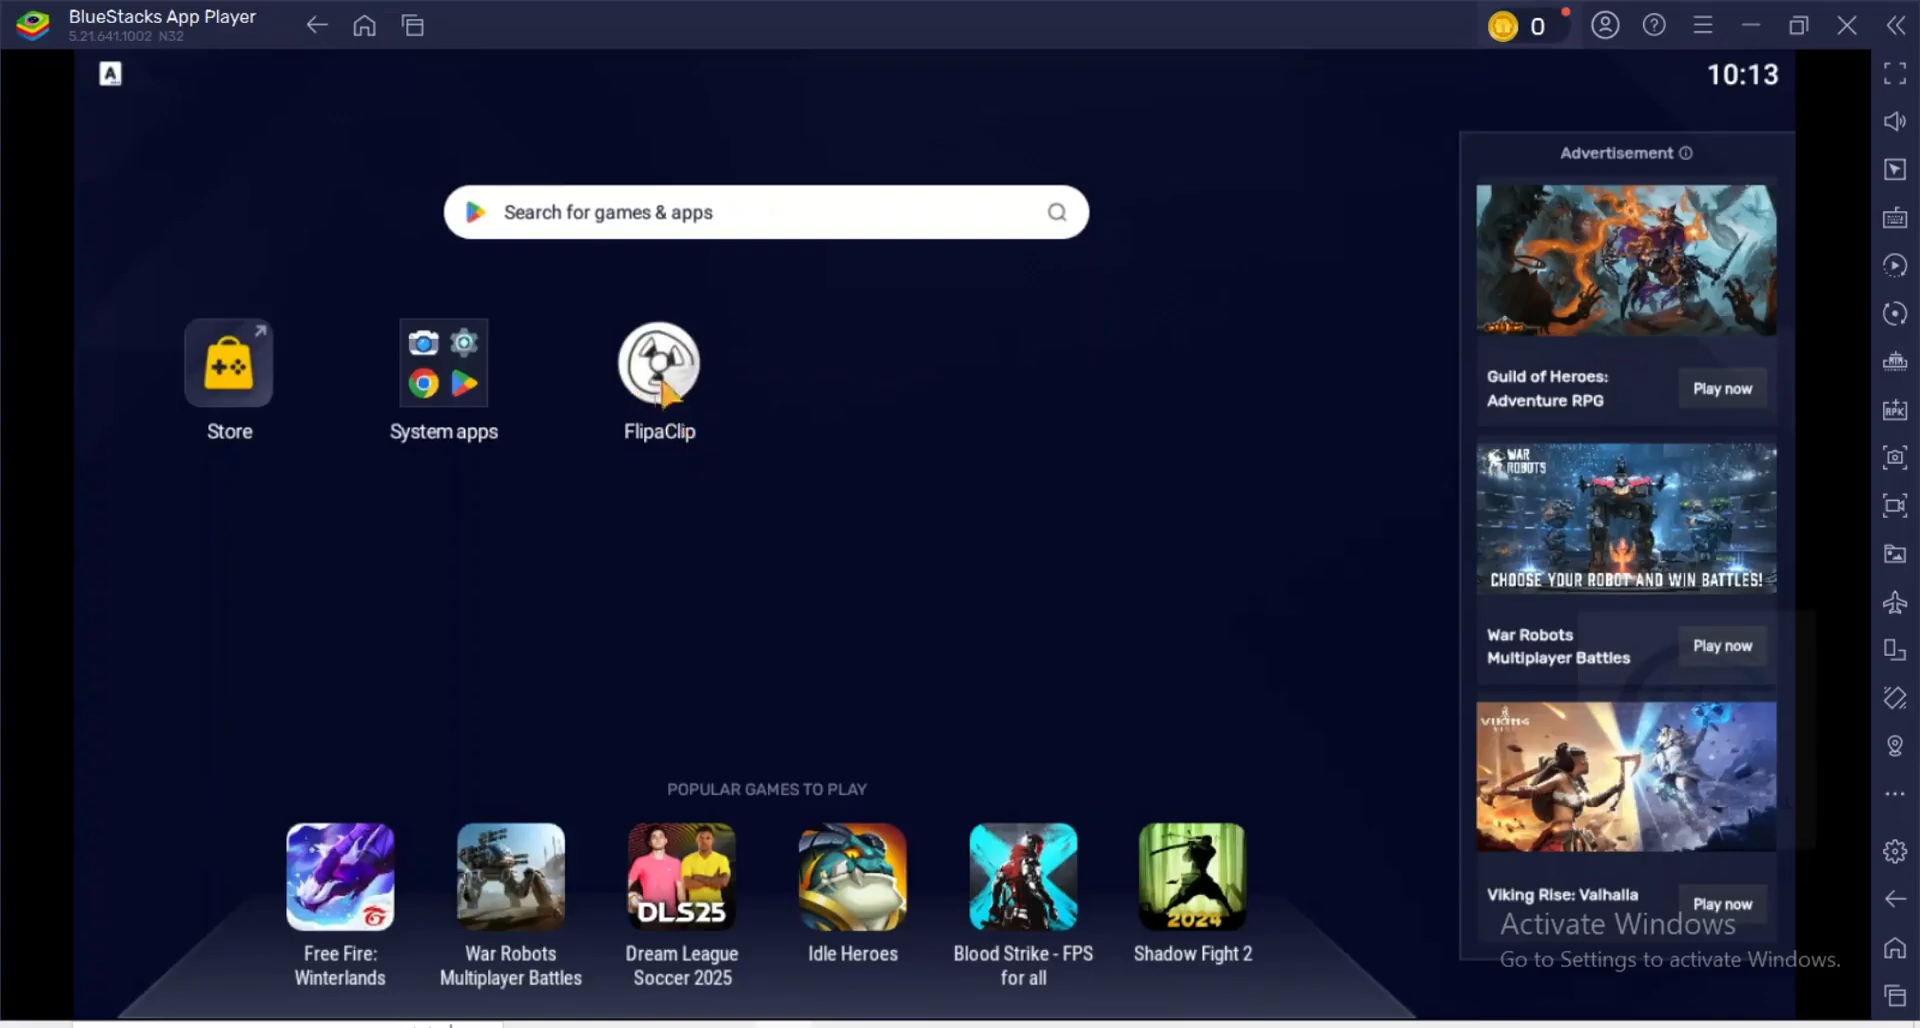 BlueStacks App Player
5.21.641.1002 N32
0
A
10:13
Search for games & apps
Advertisement
Guild of Heroes:
Adventure RPG
Play now
Store
System apps
FlipaClip
WAR
ROBOTS
CHOOSE YOUR ROBOT AND WIN BATTLES!
War Robots
Multiplayer Battles
Play now
VIKING
RISE
Viking Rise: Valhalla
Play now
POPULAR GAMES TO PLAY
DLS25
2024
Free Fire:
Winterlands
War Robots
Multiplayer Battles
Dream League
Soccer 2025
Idle Heroes
Blood Strike - FPS
for all
Shadow Fight 2
Activate Windows
Go to Settings to activate Windows.